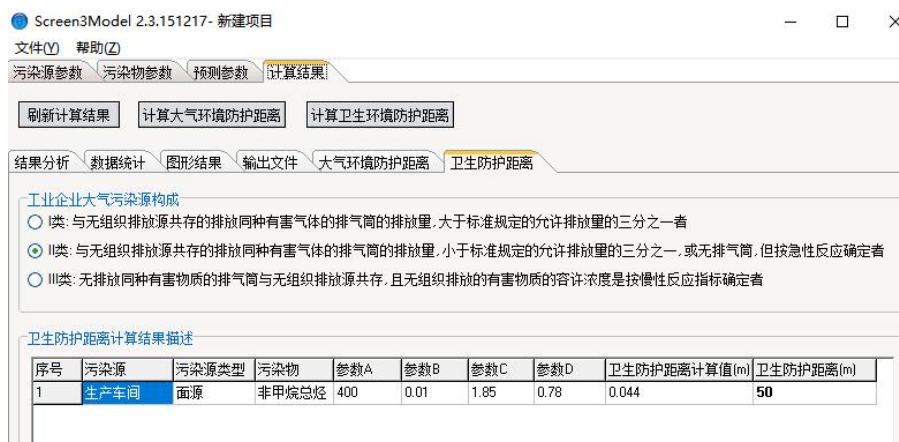 Screen3Model 2.3.151217- 新建项目
文件(Y) 帮助(Z)
污染源参数 污染物参数 预测参数 计算结果
刷新计算结果 计算大气环境防护距离 计算卫生环境防护距离
结果分析 数据统计 图形结果 输出文件 大气环境防护距离 卫生防护距离
工业企业大气污染源构成
I类: 与无组织排放源共存的排放同种有害气体的排气筒的排放量,大于标准规定的允许排放量的三分之一者
II类: 与无组织排放源共存的排放同种有害气体的排气筒的排放量,小于标准规定的允许排放量的三分之一,或无排气筒,但按急性反应确定者
III类: 无排放同种有害物质的排气筒与无组织排放源共存,且无组织排放的有害物质的容许浓度是按慢性反应指标确定者
卫生防护距离计算结果描述
序号 污染源 污染源类型 污染物 参数A 参数B 参数C 参数D 卫生防护距离计算值(m) 卫生防护距离(m)
1 生产车间 面源 非甲烷总烃 400 0.01 1.85 0.78 0.044 50